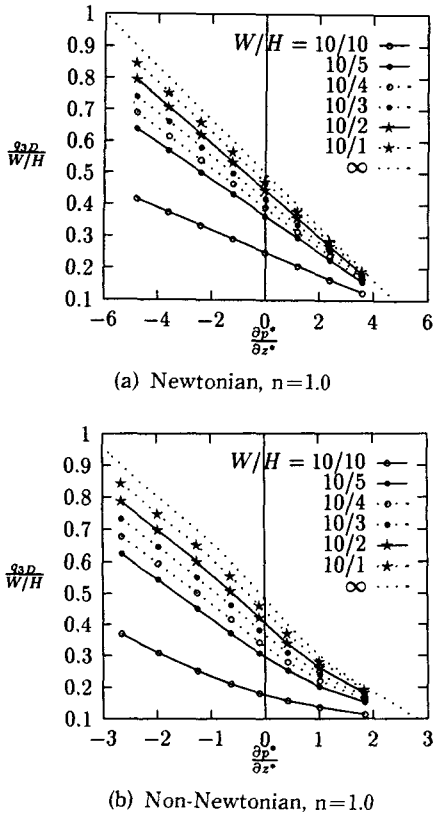 1
0.9
0.8
0.7
0.6
0.5
0.4
0.3
0.2
0.1
q₃p
W/H
W/H = 10/10
10/5
10/4
10/3
10/2
10/1
∞
−6 −4 −2 0 2 4 6
∂p*
∂z*
(a) Newtonian, n=1.0
1
0.9
0.8
0.7
0.6
0.5
0.4
0.3
0.2
0.1
q₃p
W/H
W/H = 10/10
10/5
10/4
10/3
10/2
10/1
∞
−3 −2 −1 0 1 2 3
∂p*
∂z*
(b) Non-Newtonian, n=1.0